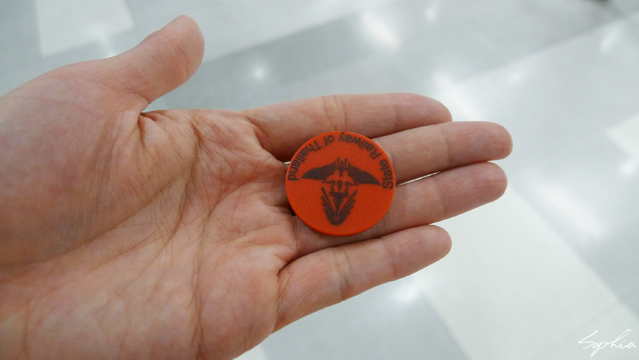 State Railway of Thailand
Sophia